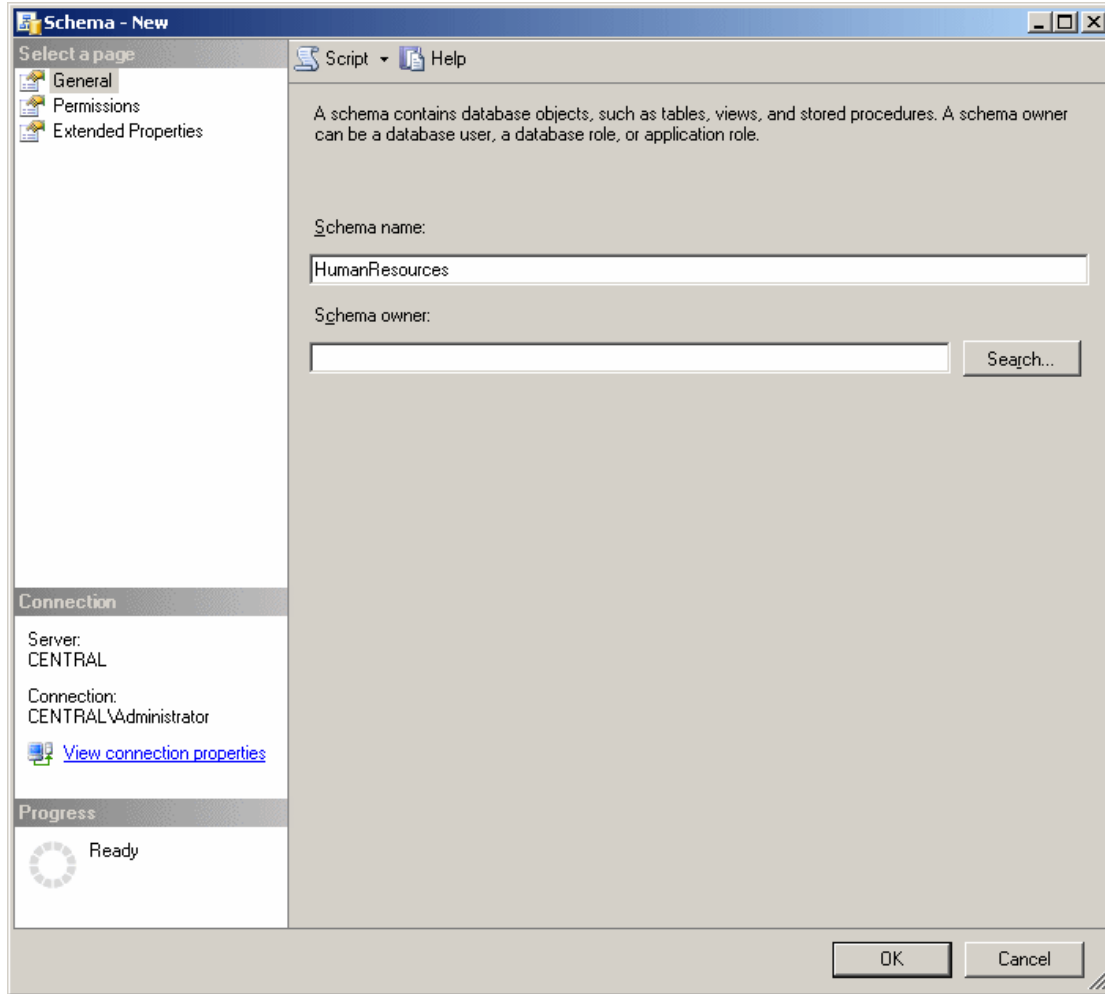 Schema - New
Select a page
General
Permissions
Extended Properties
Script Help
A schema contains database objects, such as tables, views, and stored procedures. A schema owner
can be a database user, a database role, or application role.
Schema name:
HumanResources
Schema owner:
Search...
Connection
Server:
CENTRAL
Connection:
CENTRAL\Administrator
View connection properties
Progress
Ready
OK Cancel